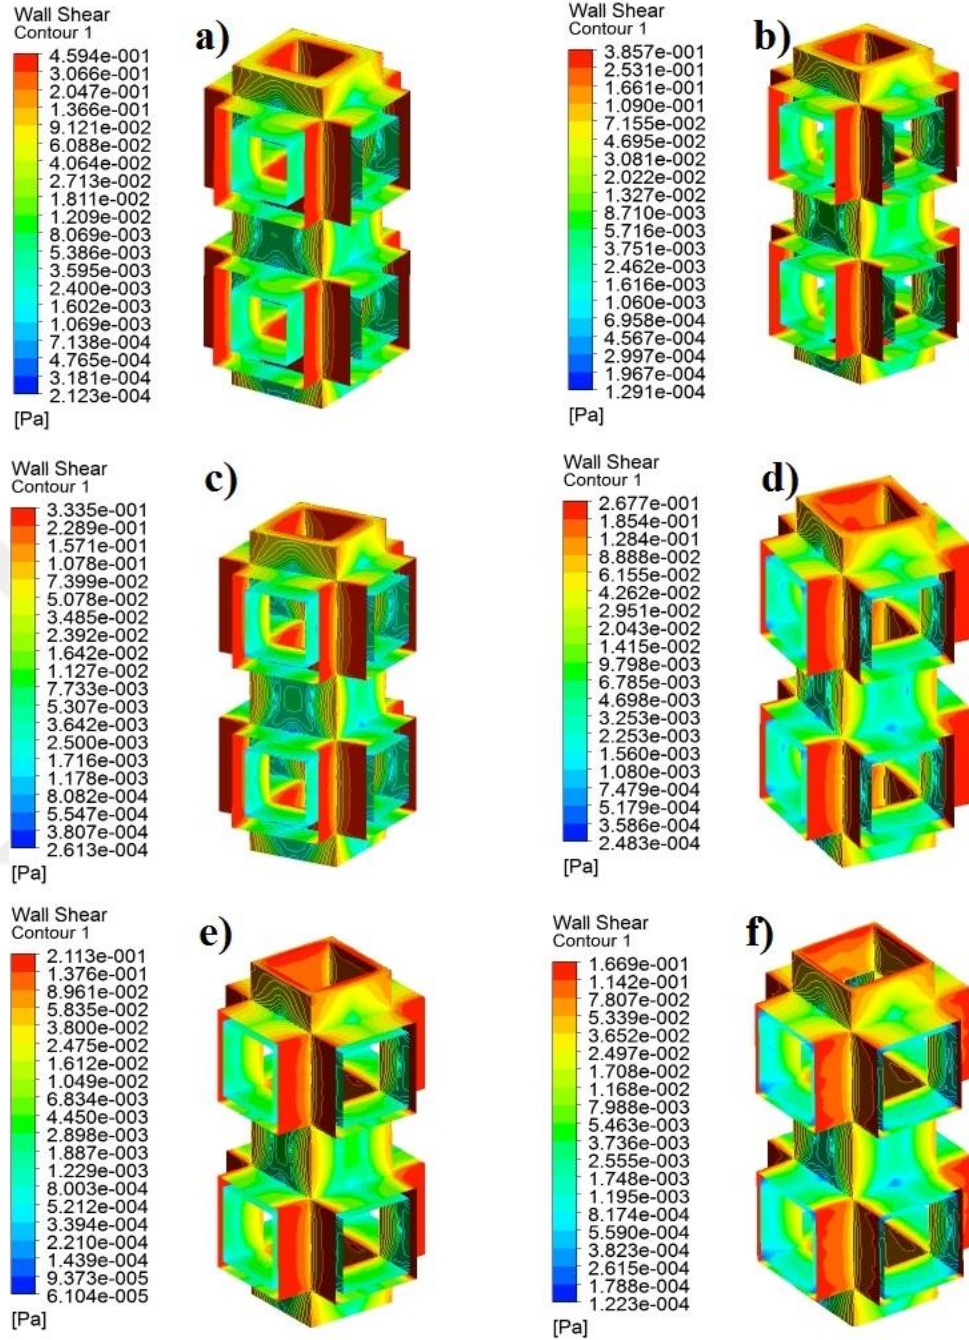 Wall Shear
Contour 1
a)
4.594e-001
3.066e-001
2.047e-001
1.366e-001
9.121e-002
6.088e-002
4.064e-002
2.713e-002
1.811e-002
1.209e-002
8.069e-003
5.386e-003
3.595e-003
2.400e-003
1.602e-003
1.069e-003
7.138e-004
4.765e-004
3.181e-004
2.123e-004
[Pa]
Wall Shear
Contour 1
b)
3.857e-001
2.531e-001
1.661e-001
1.090e-001
7.155e-002
4.695e-002
3.081e-002
2.022e-002
1.327e-002
8.710e-003
5.716e-003
3.751e-003
2.462e-003
1.616e-003
1.060e-003
6.958e-004
4.567e-004
2.997e-004
1.967e-004
1.291e-004
[Pa]
Wall Shear
Contour 1
c)
3.335e-001
2.289e-001
1.571e-001
1.078e-001
7.399e-002
5.078e-002
3.485e-002
2.392e-002
1.642e-002
1.127e-002
7.733e-003
5.307e-003
3.642e-003
2.500e-003
1.716e-003
1.178e-003
8.082e-004
5.547e-004
3.807e-004
2.613e-004
[Pa]
Wall Shear
Contour 1
d)
2.677e-001
1.854e-001
1.284e-001
8.888e-002
6.155e-002
4.262e-002
2.951e-002
2.043e-002
1.415e-002
9.798e-003
6.785e-003
4.698e-003
3.253e-003
2.253e-003
1.560e-003
1.080e-003
7.479e-004
5.179e-004
3.586e-004
2.483e-004
[Pa]
Wall Shear
Contour 1
e)
2.113e-001
1.376e-001
8.961e-002
5.835e-002
3.800e-002
2.475e-002
1.612e-002
1.049e-002
6.834e-003
4.450e-003
2.898e-003
1.887e-003
1.229e-003
8.003e-004
5.212e-004
3.394e-004
2.210e-004
1.439e-004
9.373e-005
6.104e-005
[Pa]
Wall Shear
Contour 1
f)
1.669e-001
1.142e-001
7.807e-002
5.339e-002
3.652e-002
2.497e-002
1.708e-002
1.168e-002
7.988e-003
5.463e-003
3.736e-003
2.555e-003
1.748e-003
1.195e-003
8.174e-004
5.590e-004
3.823e-004
2.615e-004
1.788e-004
1.223e-004
[Pa]